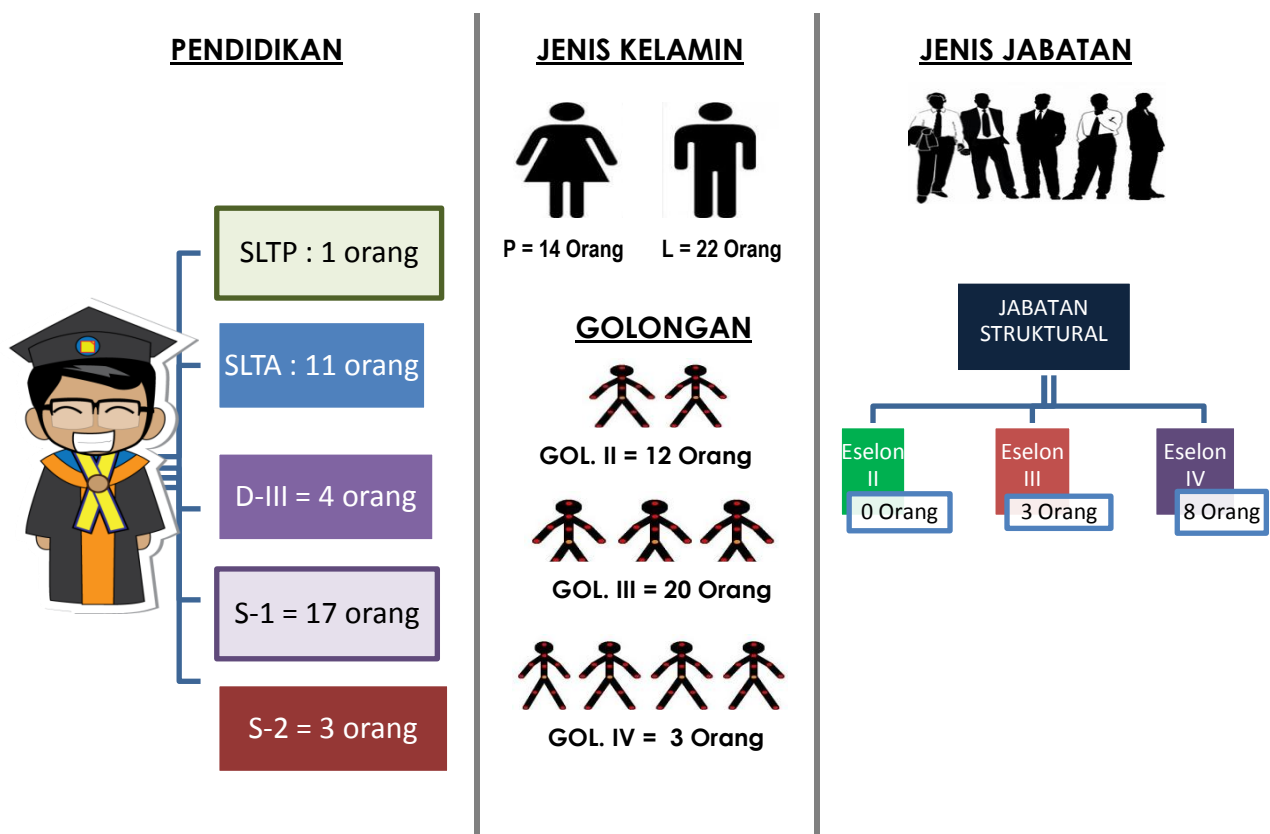 PENDIDIKAN
SLTP : 1 orang
SLTA : 11 orang
D-III = 4 orang
S-1 = 17 orang
S-2 = 3 orang
JENIS KELAMIN
P = 14 Orang
L = 22 Orang
GOLONGAN
GOL. II = 12 Orang
GOL. III = 20 Orang
GOL. IV = 3 Orang
JENIS JABATAN
JABATAN
STRUKTURAL
Eselon
II
0 Orang
Eselon
III
3 Orang
Eselon
IV
8 Orang